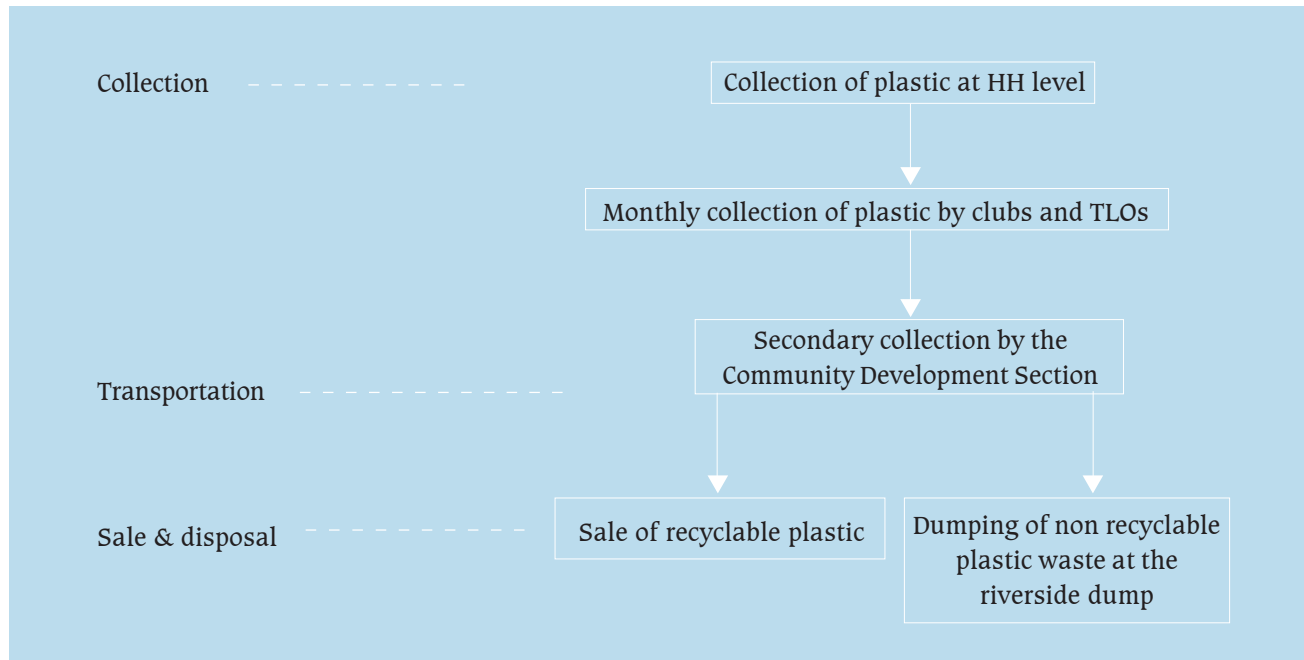 Collection
Collection of plastic at HH level
Monthly collection of plastic by clubs and TLOs
Secondary collection by the
Community Development Section
Transportation
Sale & disposal
Sale of recyclable plastic
Dumping of non recyclable
plastic waste at the
riverside dump